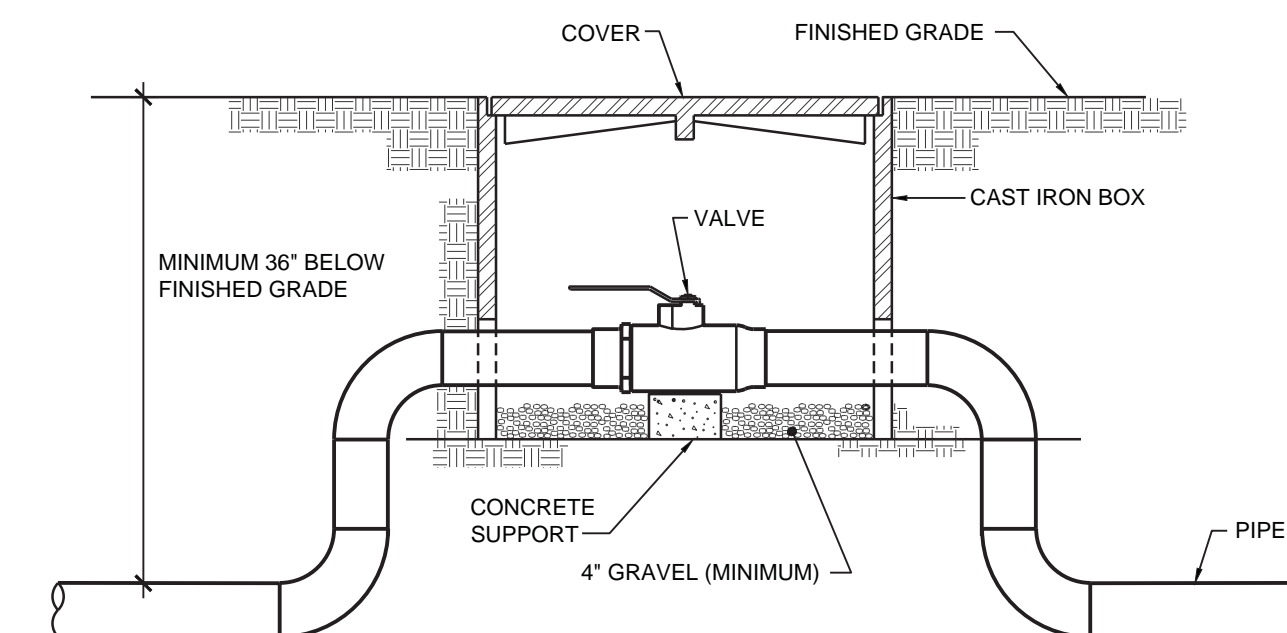 COVER
FINISHED GRADE
CAST IRON BOX
VALVE
MINIMUM 36" BELOW
FINISHED GRADE
CONCRETE
SUPPORT
4" GRAVEL (MINIMUM)
PIPE